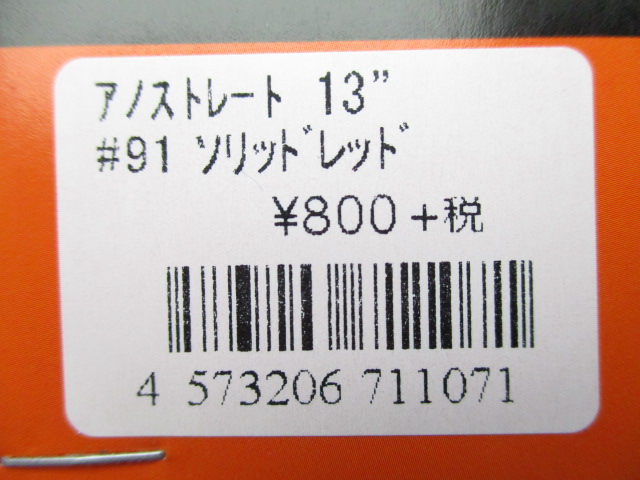 アノストレート 13”
#91 ソリッドレッド
¥800+税
4 573206 711071